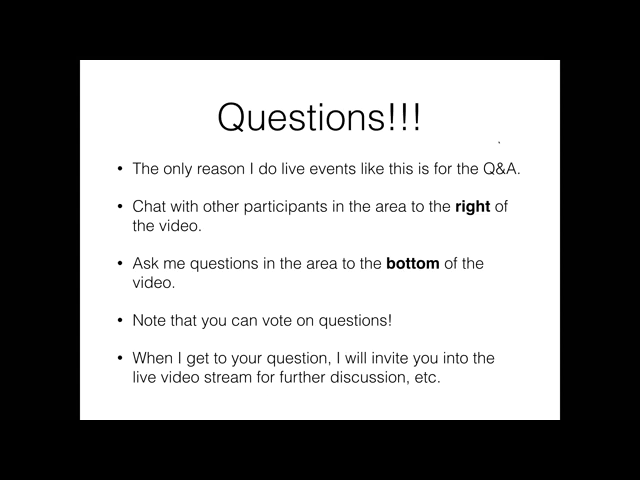 Questions!!!
• The only reason I do live events like this is for the Q&A.
• Chat with other participants in the area to the right of
the video.
• Ask me questions in the area to the bottom of the
video.
• Note that you can vote on questions!
• When I get to your question, I will invite you into the
live video stream for further discussion, etc.